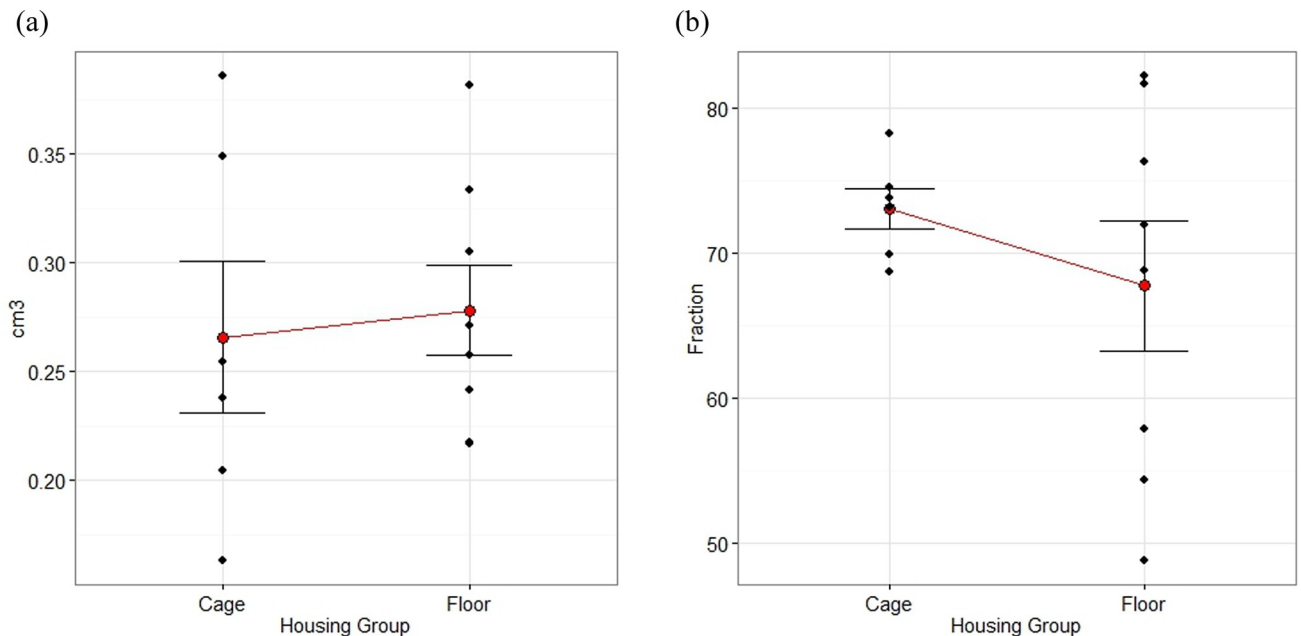 (a)
cm3
0.35
0.30
0.25
0.20
Cage
Floor
Housing Group
(b)
Fraction
80
70
60
50
Cage
Floor
Housing Group